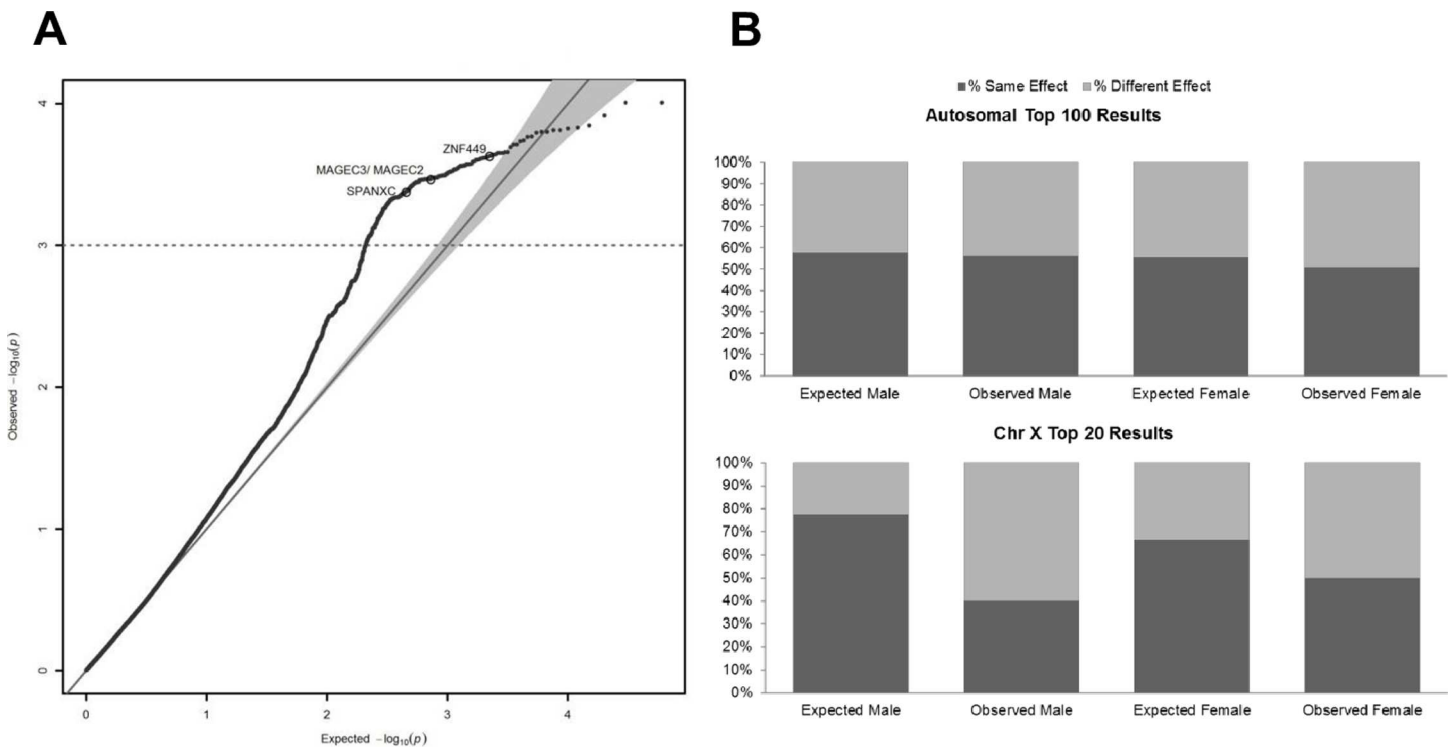 A
4
3
2
1
0
Observed −log10(p)
ZNF449
MAGEC3/ MAGEC2
SPANXC
0 1 2 3 4
Expected −log10(p)
B
% Same Effect % Different Effect
Autosomal Top 100 Results
100%
90%
80%
70%
60%
50%
40%
30%
20%
10%
0%
Expected Male Observed Male Expected Female Observed Female
Chr X Top 20 Results
100%
90%
80%
70%
60%
50%
40%
30%
20%
10%
0%
Expected Male Observed Male Expected Female Observed Female